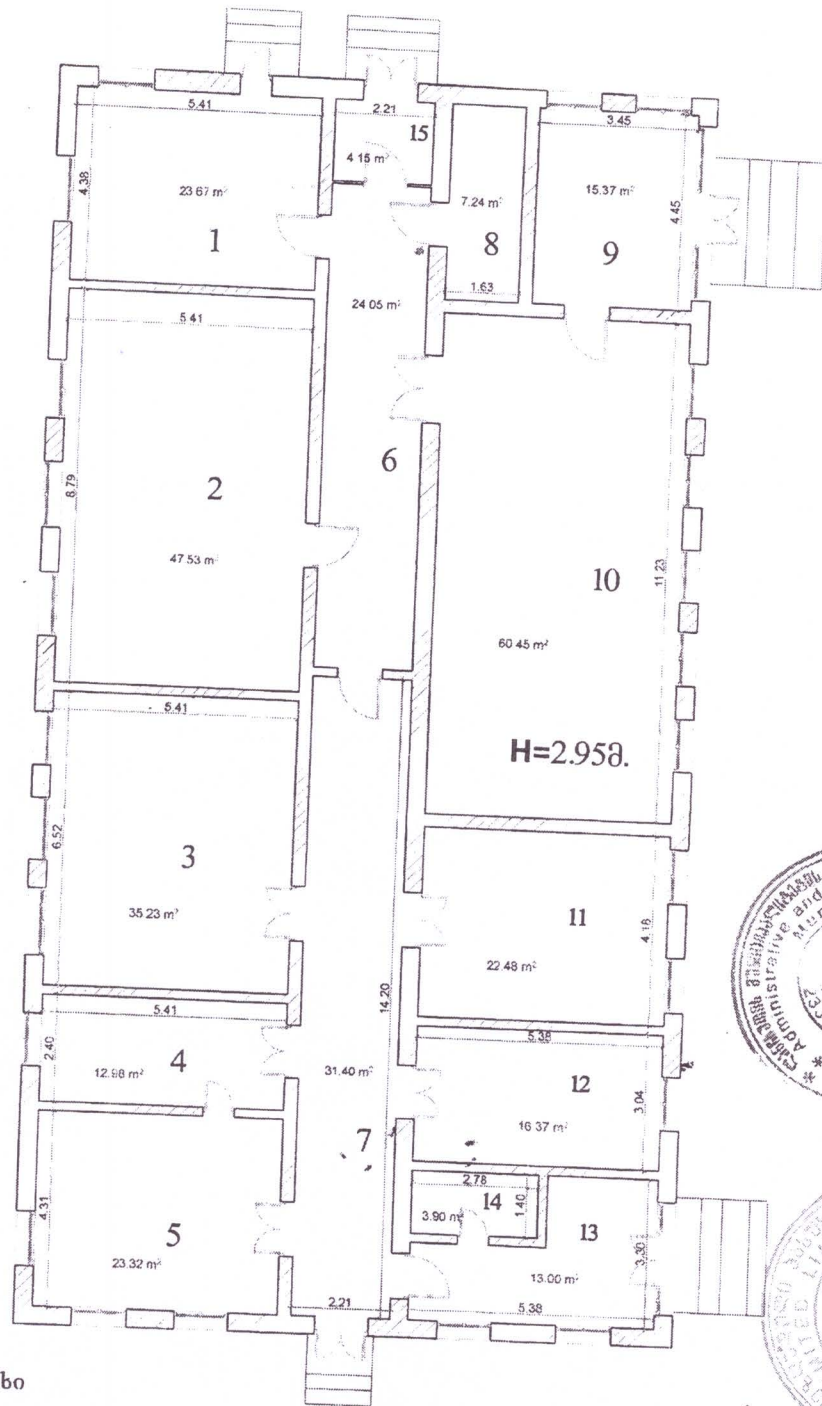 5.41
2.21
15
3.45
4.15 m²
4.38
23.67 m²
7.24 m²
15.37 m²
4.45
1
8
9
1.63
24.05 m²
5.41
6
2
8.79
47.53 m²
10
11.23
60.45 m²
5.41
H=2.95მ.
6.52
3
35.23 m²
11
4.18
22.48 m²
14.20
5.41
5.38
2.40
4
12.98 m²
31.40 m²
12
3.04
16.37 m²
7
2.78
14
1.40
3.90 m²
13
4.31
5
23.32 m²
3.30
13.00 m²
2.21
5.38
Administrative and